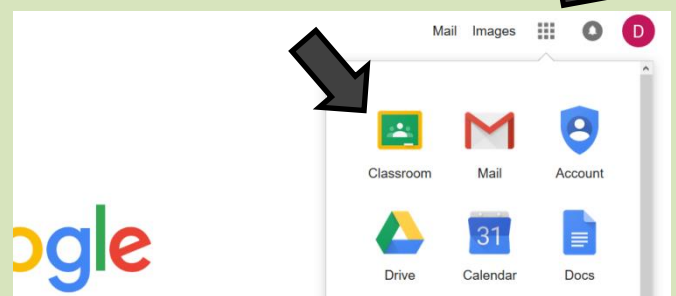 Mail Images D
Classroom Mail Account
ogle
31
Drive Calendar Docs